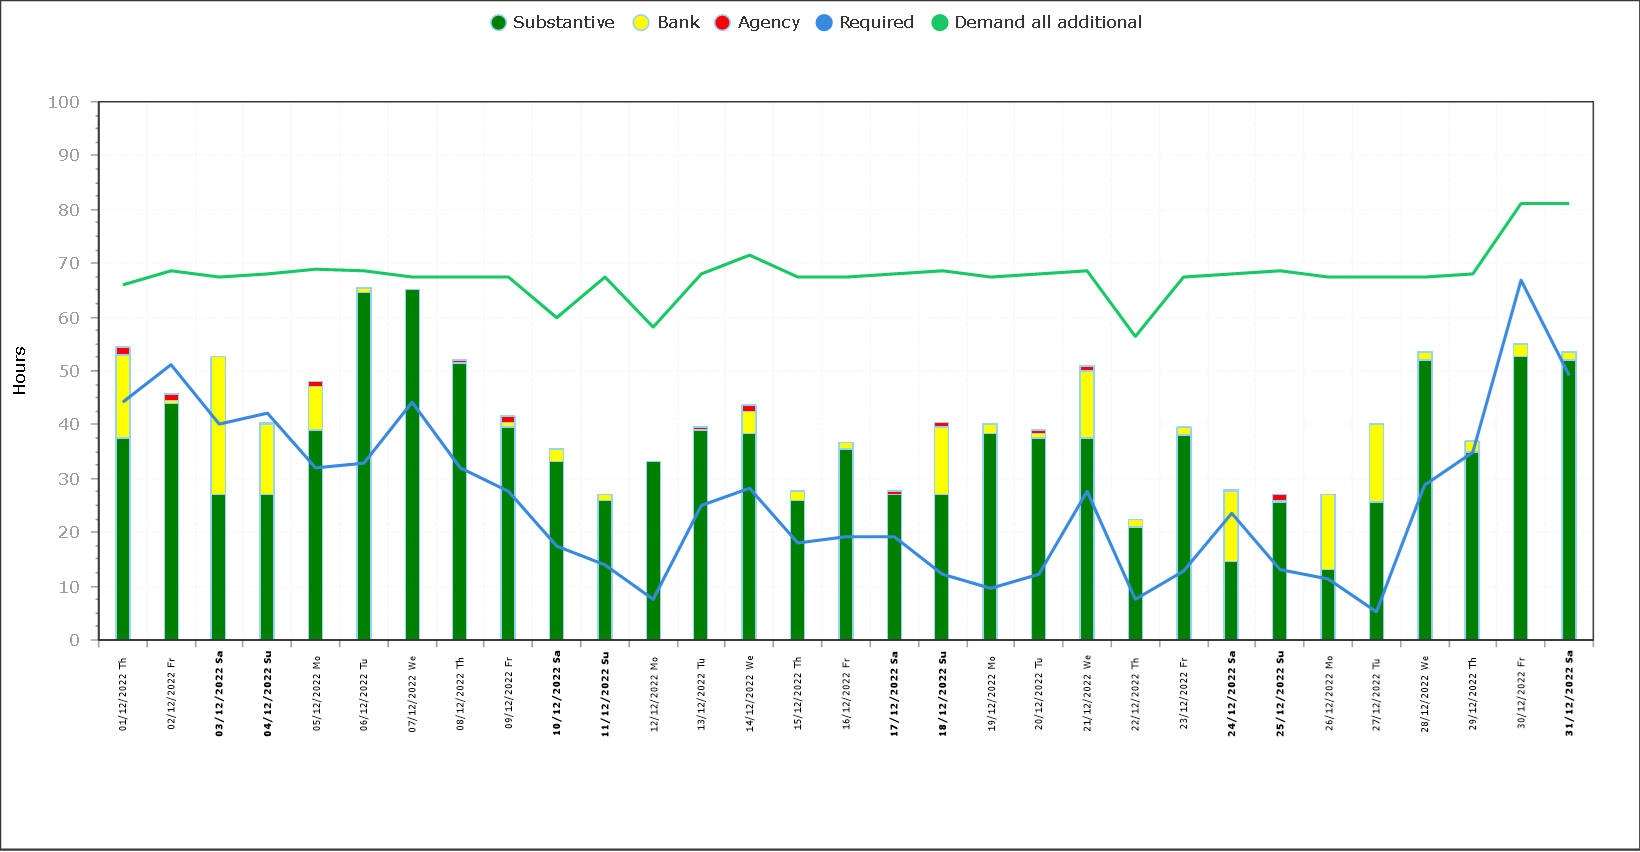 Substantive Bank Agency Required Demand all additional
100
90
80
70
60
50
40
30
20
10
0
Hours
01/12/2022 Th
02/12/2022 Fr
03/12/2022 Sa
04/12/2022 Su
05/12/2022 Mo
06/12/2022 Tu
07/12/2022 We
08/12/2022 Th
09/12/2022 Fr
10/12/2022 Sa
11/12/2022 Su
12/12/2022 Mo
13/12/2022 Tu
14/12/2022 We
15/12/2022 Th
16/12/2022 Fr
17/12/2022 Sa
18/12/2022 Su
19/12/2022 Mo
20/12/2022 Tu
21/12/2022 We
22/12/2022 Th
23/12/2022 Fr
24/12/2022 Sa
25/12/2022 Su
26/12/2022 Mo
27/12/2022 Tu
28/12/2022 We
29/12/2022 Th
30/12/2022 Fr
31/12/2022 Sa